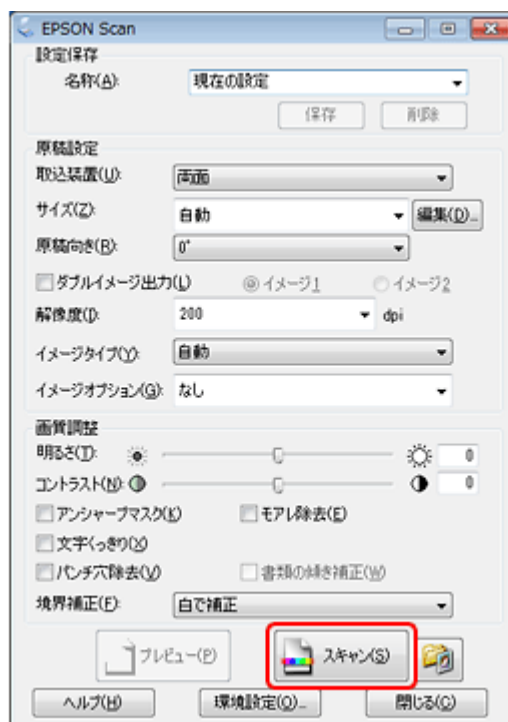 EPSON Scan
設定保存
名称(A): 現在の設定
保存 削除
原稿設定
取込装置(U): 両面
サイズ(Z): 自動 編集(D)...
原稿向き(R): 0°
ダブルイメージ出力(L) イメージ1 イメージ2
解像度(I): 200 dpi
イメージタイプ(Y): 自動
イメージオプション(G): なし
画質調整
明るさ(T): 0
コントラスト(N): 0
アンシャープマスク(K) モアレ除去(E)
文字くっきり(X)
パンチ穴除去(V) 書類の傾き補正(W)
境界補正(F): 白で補正
プレビュー(P) スキャン(S)
ヘルプ(H) 環境設定(O)... 閉じる(C)